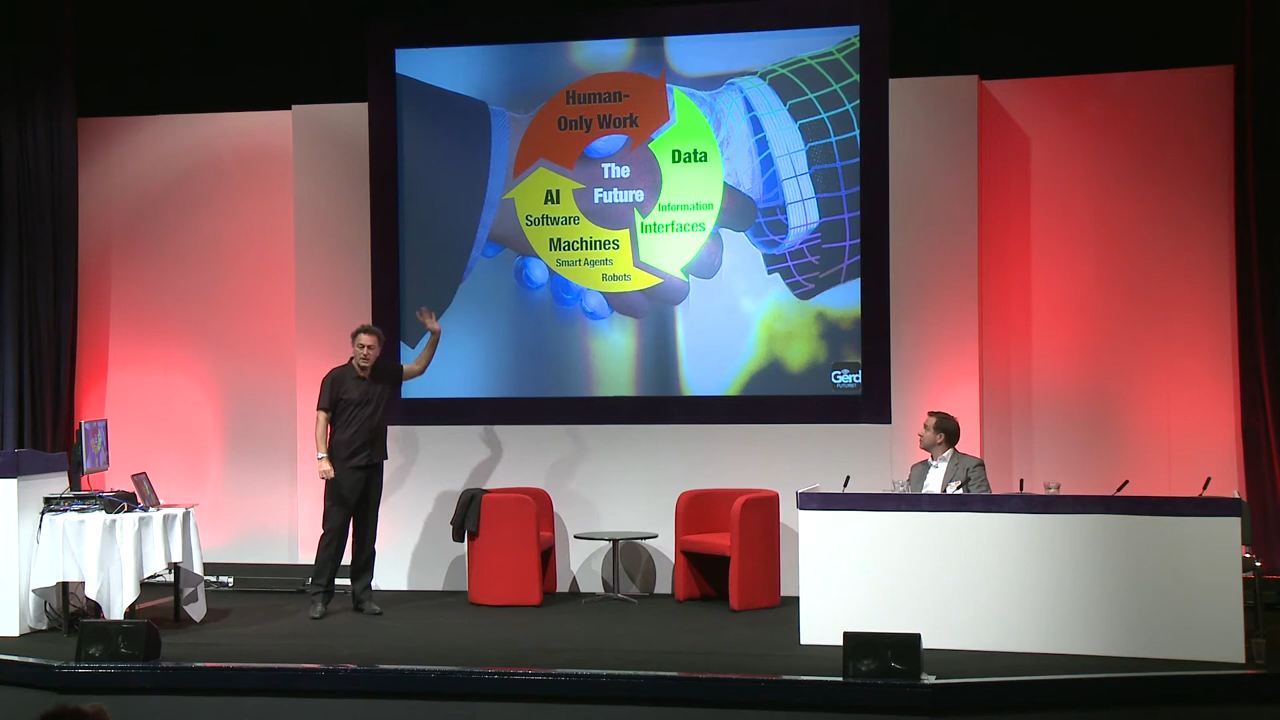 Human-
Only Work
Data
The
Future
AI
Information
Software
Interfaces
Machines
Smart Agents
Robots
Gerd